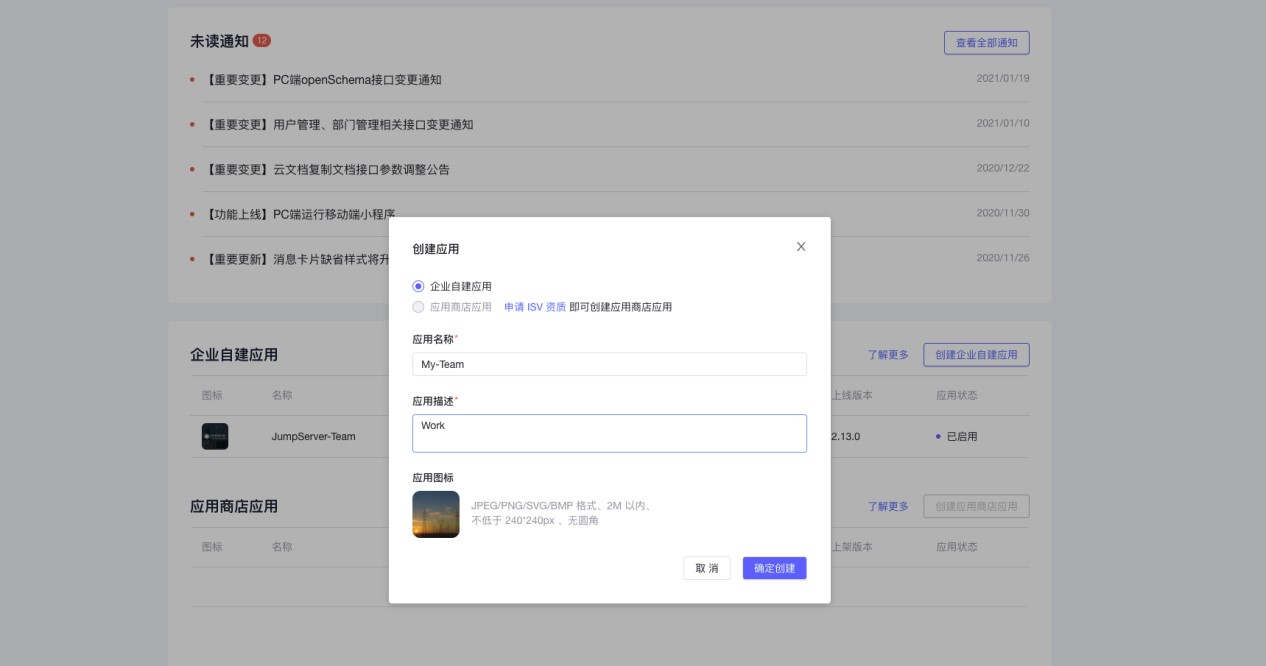 未读通知 12 查看全部通知
【重要变更】PC端openSchema接口变更通知 2021/01/19
【重要变更】用户管理、部门管理相关接口变更通知 2021/01/10
【重要变更】云文档复制文档接口参数调整公告 2020/12/22
【功能上线】PC端运行移动端小程序 2020/11/30
【重要更新】消息卡片缺省样式将升 2020/11/26
创建应用
企业自建应用
应用商店应用 申请 ISV 资质 即可创建应用商店应用
应用名称*
My-Team
应用描述*
Work
应用图标
JPEG/PNG/SVG/BMP 格式、2M 以内、
不低于 240*240px 、无圆角
取 消 确定创建
企业自建应用 了解更多 创建企业自建应用
图标 名称 上线版本 应用状态
JumpServer-Team 2.13.0 已启用
应用商店应用 了解更多 创建应用商店应用
图标 名称 上架版本 应用状态